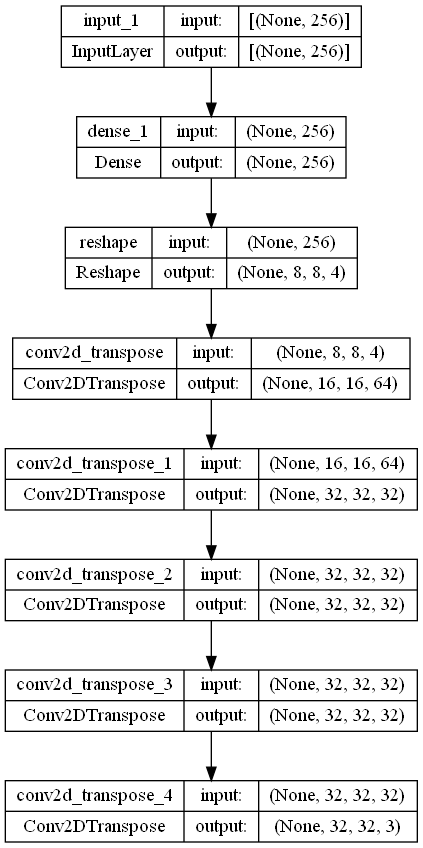 input_1 input: [(None, 256)]
InputLayer output: [(None, 256)]
dense_1 input: (None, 256)
Dense output: (None, 256)
reshape input: (None, 256)
Reshape output: (None, 8, 8, 4)
conv2d_transpose input: (None, 8, 8, 4)
Conv2DTranspose output: (None, 16, 16, 64)
conv2d_transpose_1 input: (None, 16, 16, 64)
Conv2DTranspose output: (None, 32, 32, 32)
conv2d_transpose_2 input: (None, 32, 32, 32)
Conv2DTranspose output: (None, 32, 32, 32)
conv2d_transpose_3 input: (None, 32, 32, 32)
Conv2DTranspose output: (None, 32, 32, 32)
conv2d_transpose_4 input: (None, 32, 32, 32)
Conv2DTranspose output: (None, 32, 32, 3)